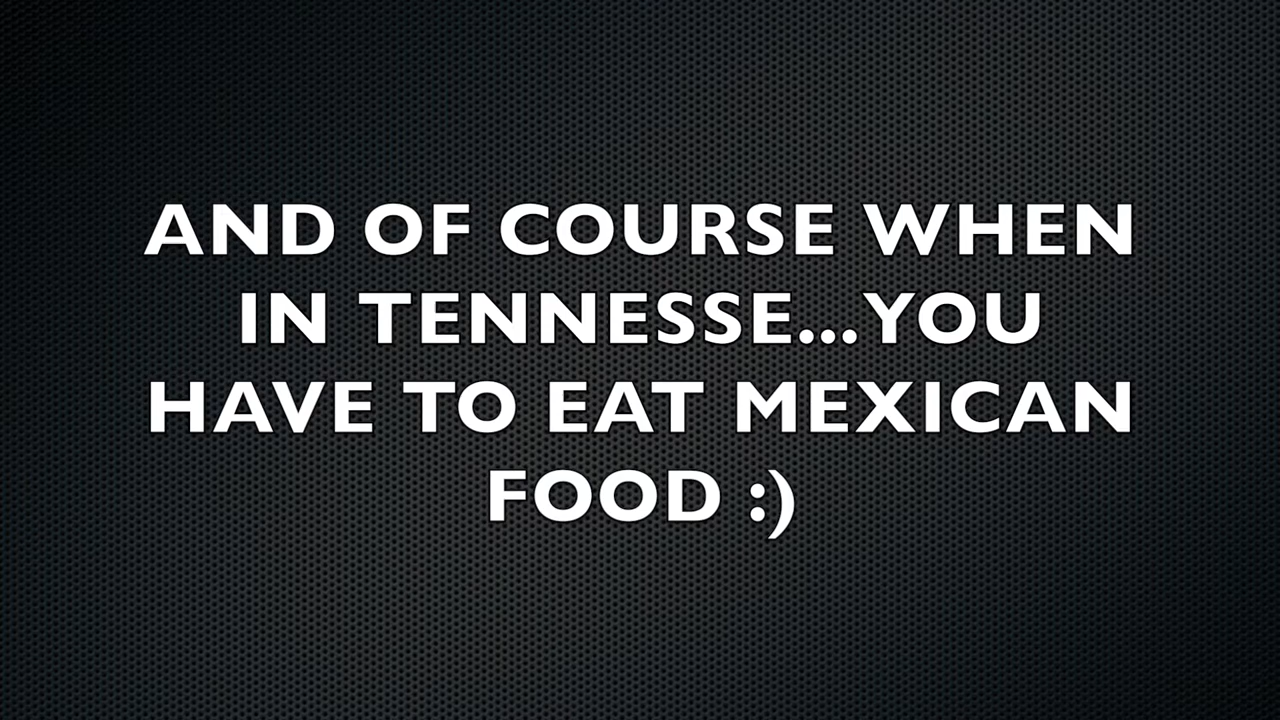 AND OF COURSE WHEN
IN TENNESSE...YOU
HAVE TO EAT MEXICAN
FOOD :)